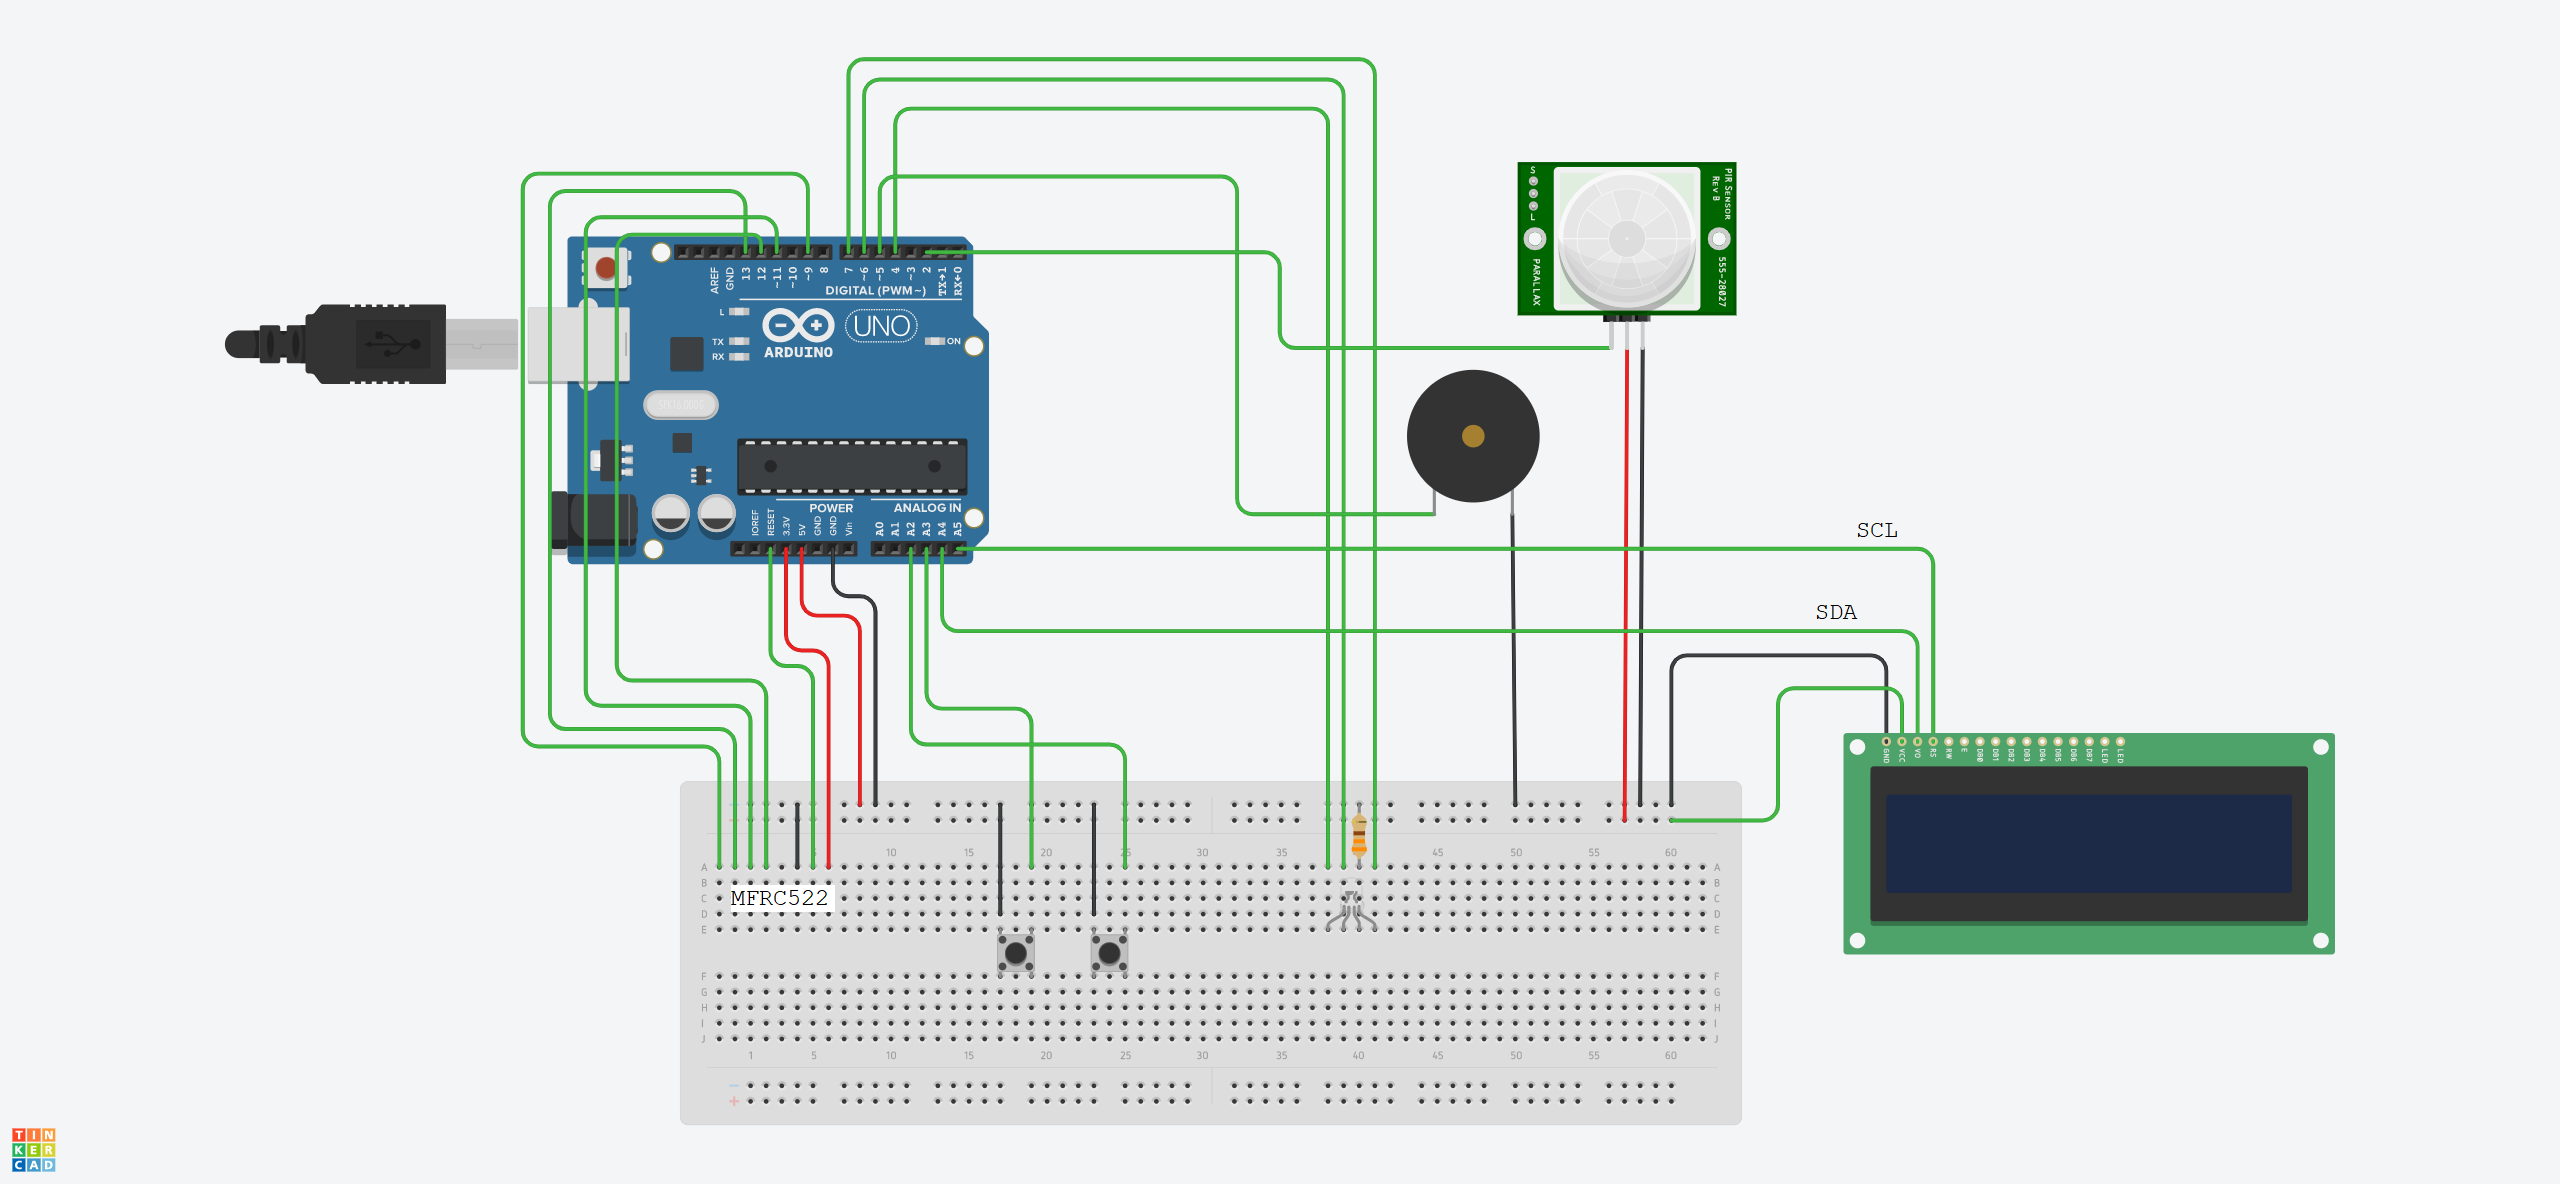 S
L
PARALLAX
PIR SENSOR
REV B
555-28027
AREF
GND
13
12
~11
~10
~9
8
7
~6
~5
4
~3
2
TX→1
RX←0
DIGITAL (PWM~)
L
TX
RX
ARDUINO
UNO
ON
SPK16.000G
POWER
ANALOG IN
IOREF
RESET
3.3V
5V
GND
GND
Vin
A0
A1
A2
A3
A4
A5
SCL
SDA
GND
VCC
V0
RS
RW
E
DB0
DB1
DB2
DB3
DB4
DB5
DB6
DB7
LED
LED
5 10 15 20 25 30 35 45 50 55 60
A A
B B
C C
D D
E E
MFRC522
F F
G G
H H
I I
J J
1 5 10 15 20 25 30 35 40 45 50 55 60
−
+
TIN
KER
CAD